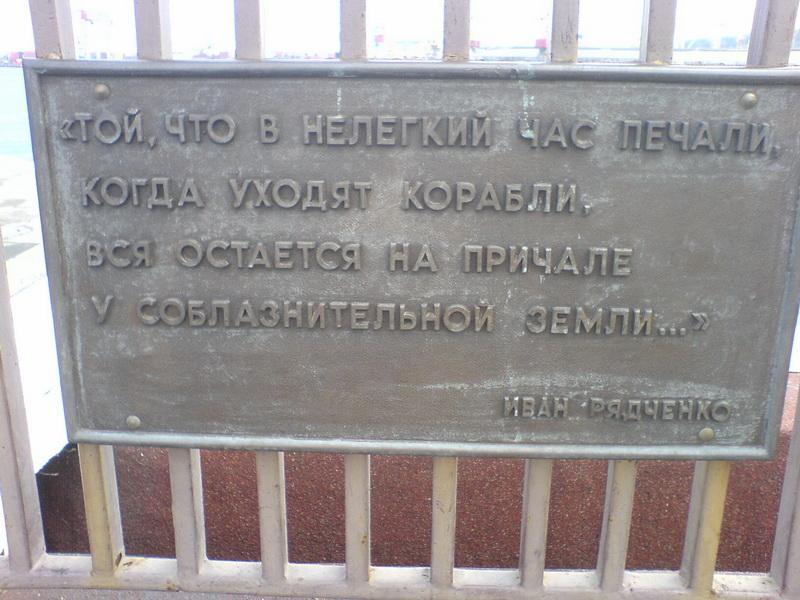 «ТОЙ, ЧТО В НЕЛЕГКИЙ ЧАС ПЕЧАЛИ,
КОГДА УХОДЯТ КОРАБЛИ,
ВСЯ ОСТАЕТСЯ НА ПРИЧАЛЕ
У СОБЛАЗНИТЕЛЬНОЙ ЗЕМЛИ...»
ИВАН РЯДЧЕНКО